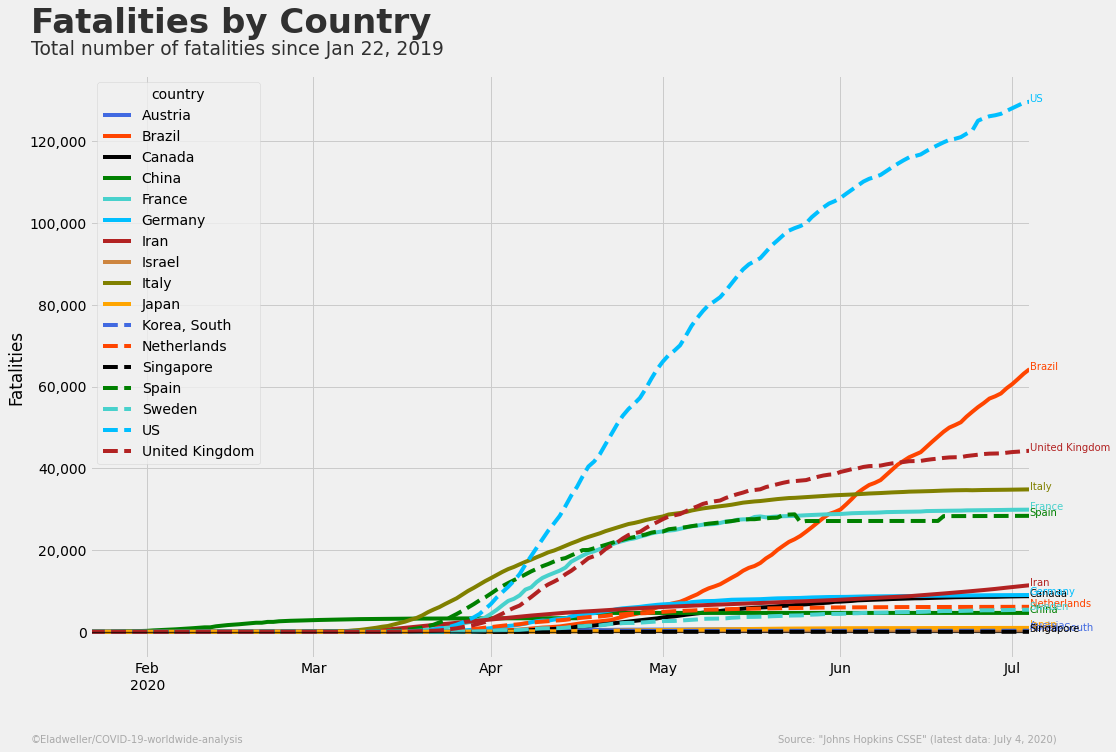 Fatalities by Country
Total number of fatalities since Jan 22, 2019
country
Austria
Brazil
Canada
China
France
Germany
Iran
Israel
Italy
Japan
Korea, South
Netherlands
Singapore
Spain
Sweden
US
United Kingdom
Fatalities
120,000
100,000
80,000
60,000
40,000
20,000
0
Feb
2020
Mar
Apr
May
Jun
Jul
US
Brazil
United Kingdom
Italy
France
Spain
Iran
Canada
Netherlands
China
Singapore
©Eladweller/COVID-19-worldwide-analysis
Source: "Johns Hopkins CSSE" (latest data: July 4, 2020)